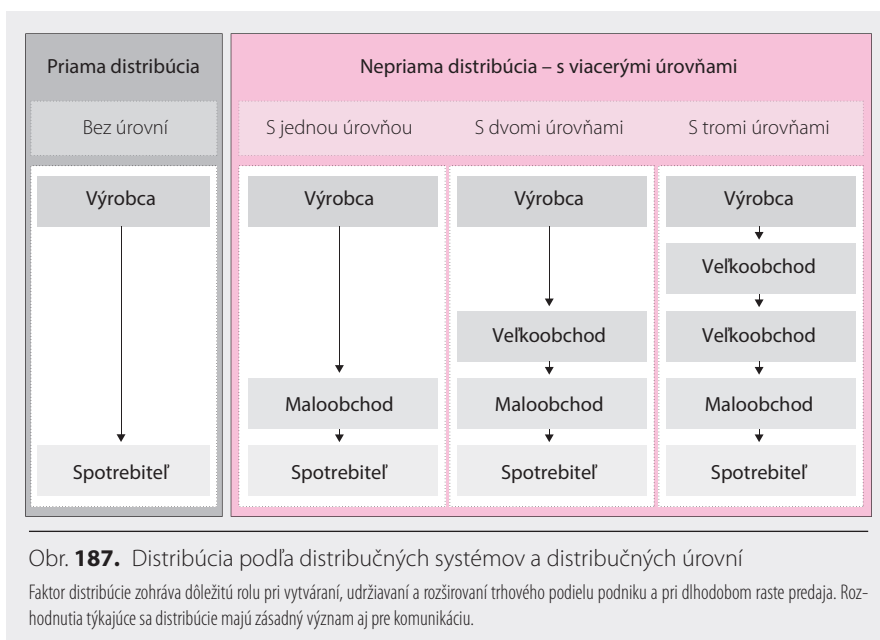 Priama distribúcia
Nepriama distribúcia – s viacerými úrovňami
Bez úrovní
S jednou úrovňou
S dvomi úrovňami
S tromi úrovňami
Výrobca
Výrobca
Výrobca
Výrobca
Veľkoobchod
Veľkoobchod
Veľkoobchod
Maloobchod
Maloobchod
Maloobchod
Spotrebiteľ
Spotrebiteľ
Spotrebiteľ
Spotrebiteľ
Obr. 187. Distribúcia podľa distribučných systémov a distribučných úrovní
Faktor distribúcie zohráva dôležitú rolu pri vytváraní, udržiavaní a rozširovaní trhového podielu podniku a pri dlhodobom raste predaja. Roz-
hodnutia týkajúce sa distribúcie majú zásadný význam aj pre komunikáciu.